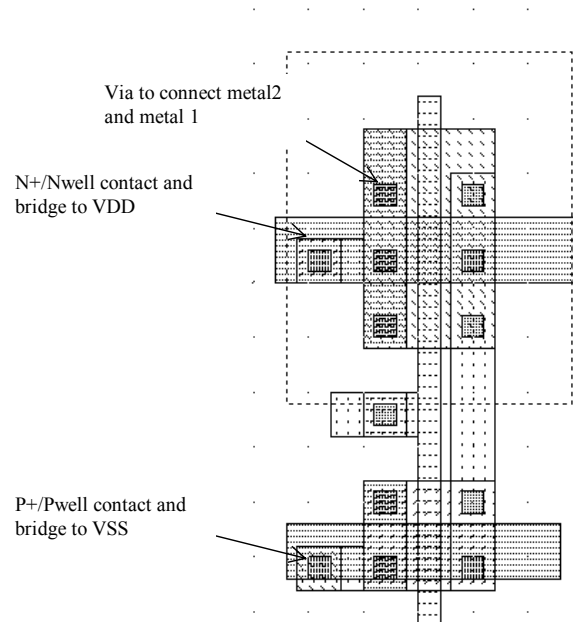 Via to connect metal2
and metal 1
N+/Nwell contact and
bridge to VDD
P+/Pwell contact and
bridge to VSS